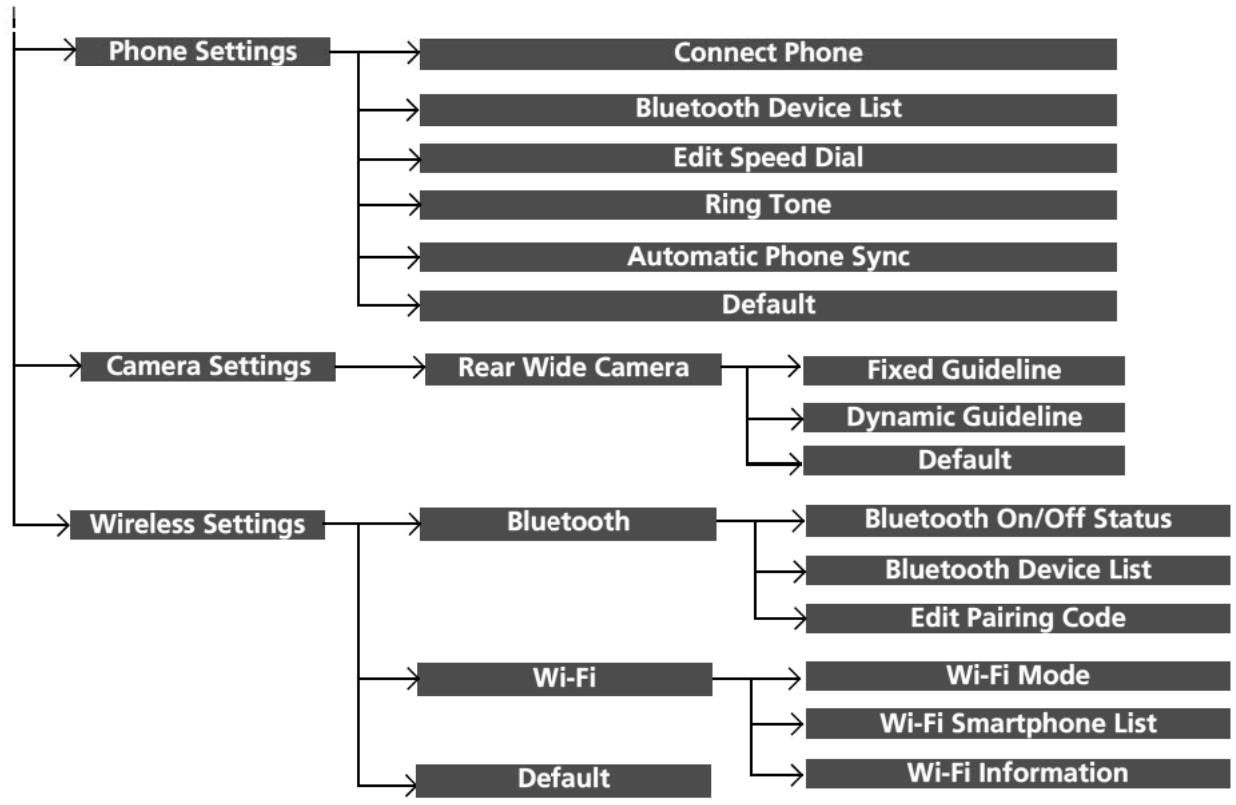 Phone Settings
Connect Phone
Bluetooth Device List
Edit Speed Dial
Ring Tone
Automatic Phone Sync
Default
Camera Settings
Rear Wide Camera
Fixed Guideline
Dynamic Guideline
Default
Wireless Settings
Bluetooth
Bluetooth On/Off Status
Bluetooth Device List
Edit Pairing Code
Wi-Fi
Wi-Fi Mode
Wi-Fi Smartphone List
Wi-Fi Information
Default